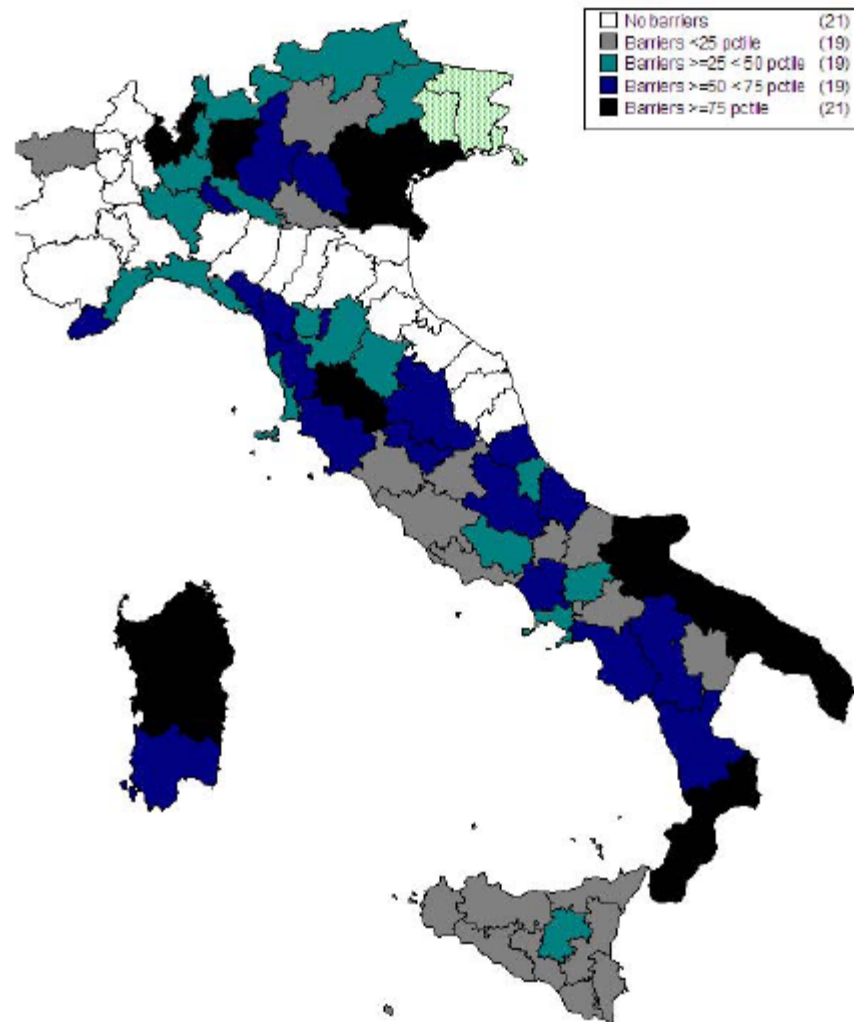 No barriers (21)
Barriers <25 pctile (19)
Barriers >=25 < 50 pctile (19)
Barriers >=50 <75 pctile (19)
Barriers >=75 pctile (21)